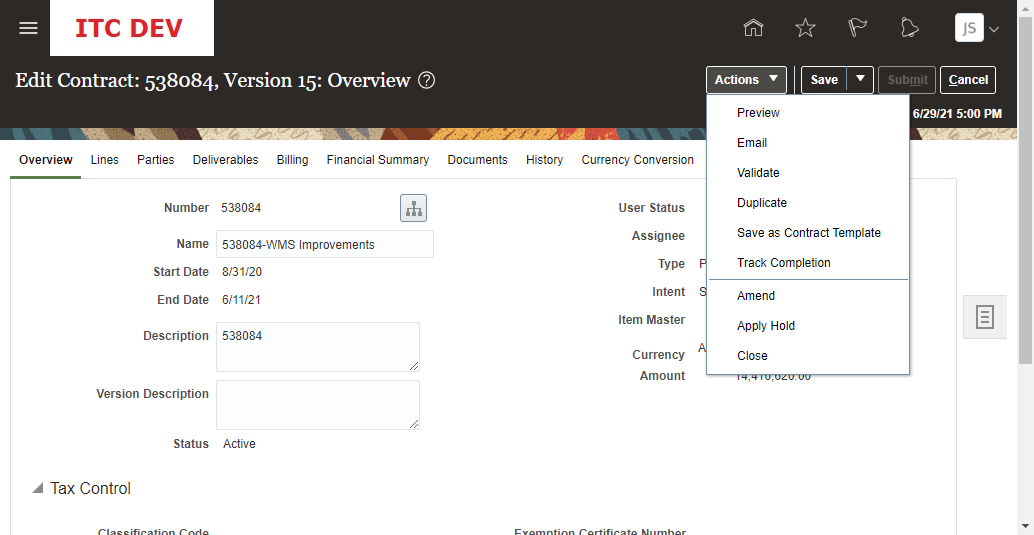 ITC DEV
JS
Edit Contract: 538084, Version 15: Overview ?
Actions
Save
Submit
Cancel
6/29/21 5:00 PM
Preview
Email
Validate
Duplicate
Save as Contract Template
Track Completion
Amend
Apply Hold
Close
Overview Lines Parties Deliverables Billing Financial Summary Documents History Currency Conversion
Number 538084
Name 538084-WMS Improvements
Start Date 8/31/20
End Date 6/11/21
Description 538084
Version Description
Status Active
User Status
Assignee
Type P
Intent S
Item Master
Currency A
Amount 14,410,620.00
Tax Control
Classification Code
Exemption Certificate Number